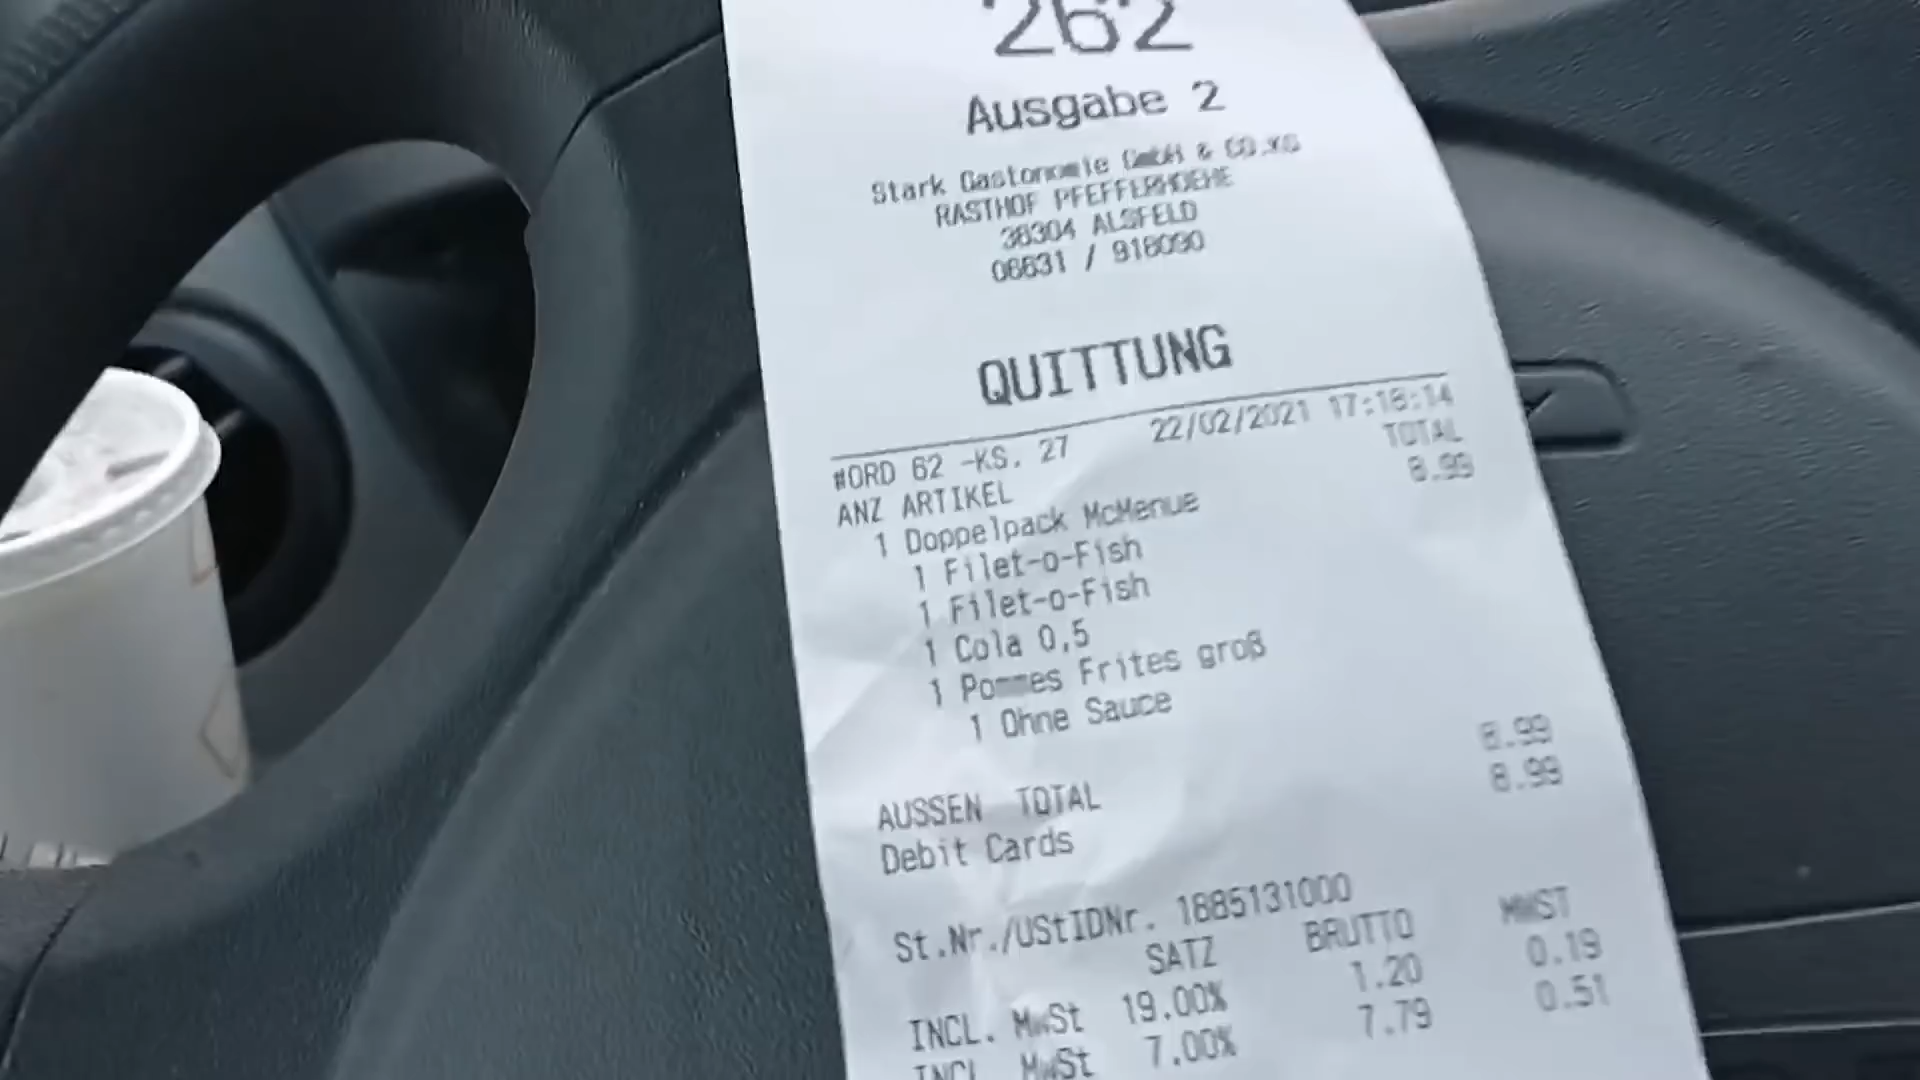 262
Ausgabe 2
Stark Gastonomie GmbH & CO.KG
RASTHOF PFEFFERHOEHE
36304 ALSFELD
06631 / 918090
QUITTUNG
#ORD 62 -KS. 27 22/02/2021 17:18:14
ANZ ARTIKEL TOTAL
1 Doppelpack McMenue 8.99
1 Filet-o-Fish
1 Filet-o-Fish
1 Cola 0,5
1 Pommes Frites groß
1 Ohne Sauce
AUSSEN TOTAL 8.99
Debit Cards 8.99
St.Nr./UStIDNr. 1885131000
SATZ BRUTTO MWST
INCL. MwSt 19.00% 1.20 0.19
INCL. MwSt 7.00% 7.79 0.51